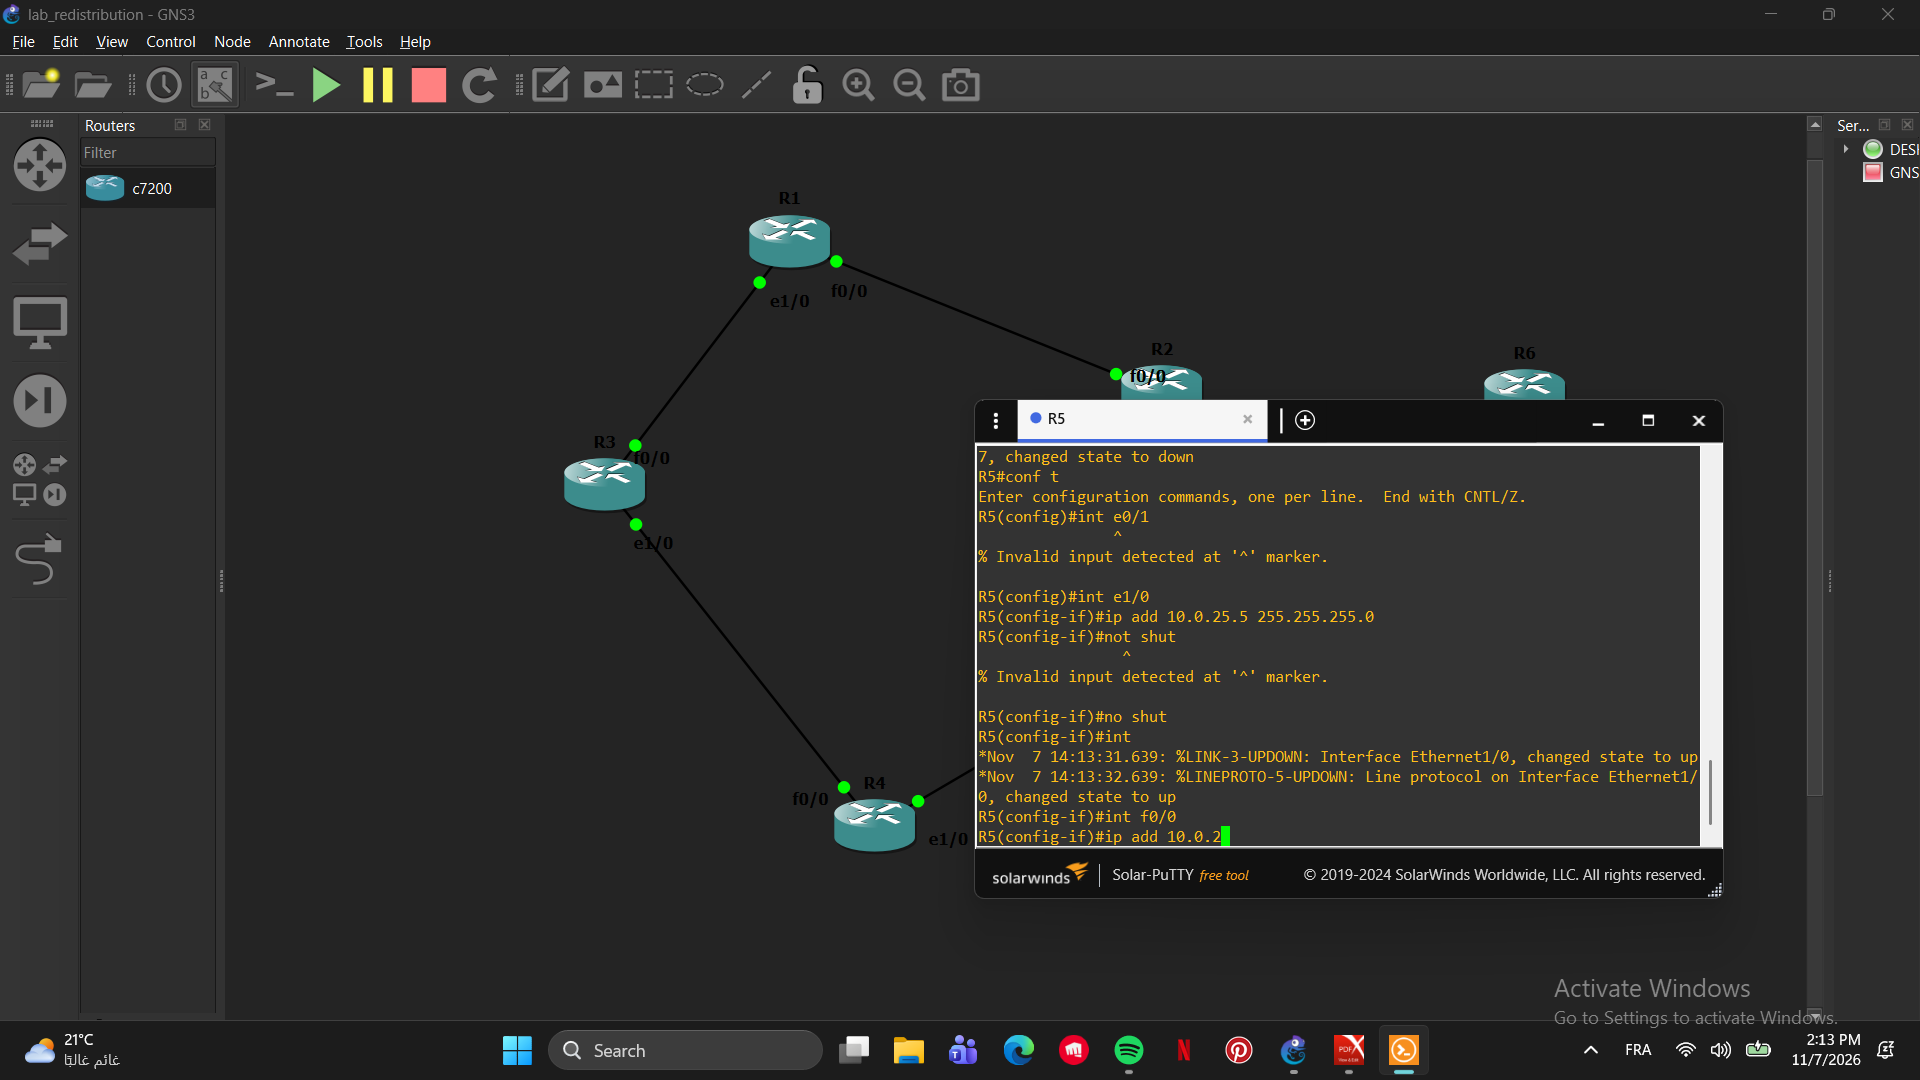 lab_redistribution - GNS3
File Edit View Control Node Annotate Tools Help
Routers
Filter
c7200
Ser...
DESH
GNS
R1
e1/0
f0/0
R2
f0/0
R6
R3
f0/0
e1/0
R4
f0/0
e1/0
R5
7, changed state to down
R5#conf t
Enter configuration commands, one per line.  End with CNTL/Z.
R5(config)#int e0/1
^
% Invalid input detected at '^' marker.
R5(config)#int e1/0
R5(config-if)#ip add 10.0.25.5 255.255.255.0
R5(config-if)#not shut
^
% Invalid input detected at '^' marker.
R5(config-if)#no shut
R5(config-if)#int
*Nov  7 14:13:31.639: %LINK-3-UPDOWN: Interface Ethernet1/0, changed state to up
*Nov  7 14:13:32.639: %LINEPROTO-5-UPDOWN: Line protocol on Interface Ethernet1/
0, changed state to up
R5(config-if)#int f0/0
R5(config-if)#ip add 10.0.2
solarwinds
Solar-PuTTY free tool
© 2019-2024 SolarWinds Worldwide, LLC. All rights reserved.
Activate Windows
Go to Settings to activate Windows.
21°C
غائم غالبًا
Search
FRA
2:13 PM
11/7/2026